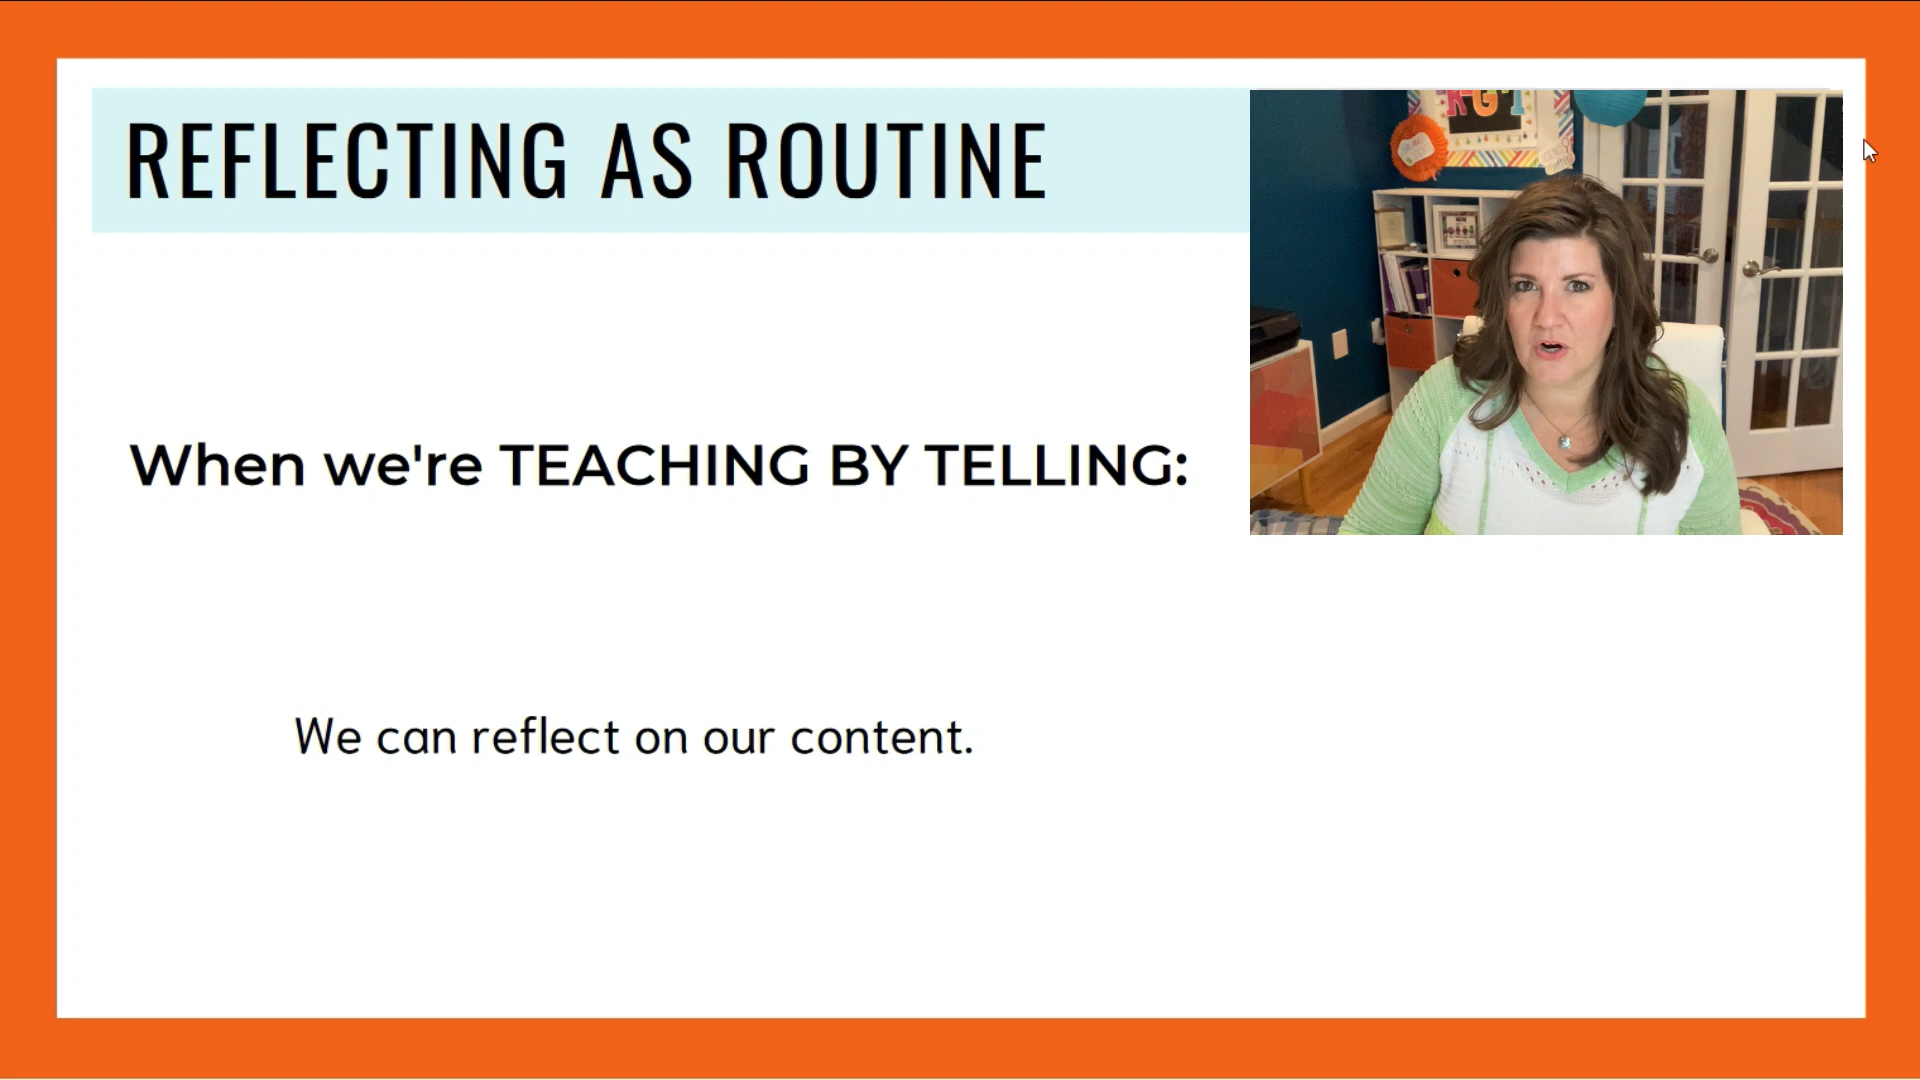 REFLECTING AS ROUTINE
When we're TEACHING BY TELLING:
We can reflect on our content.